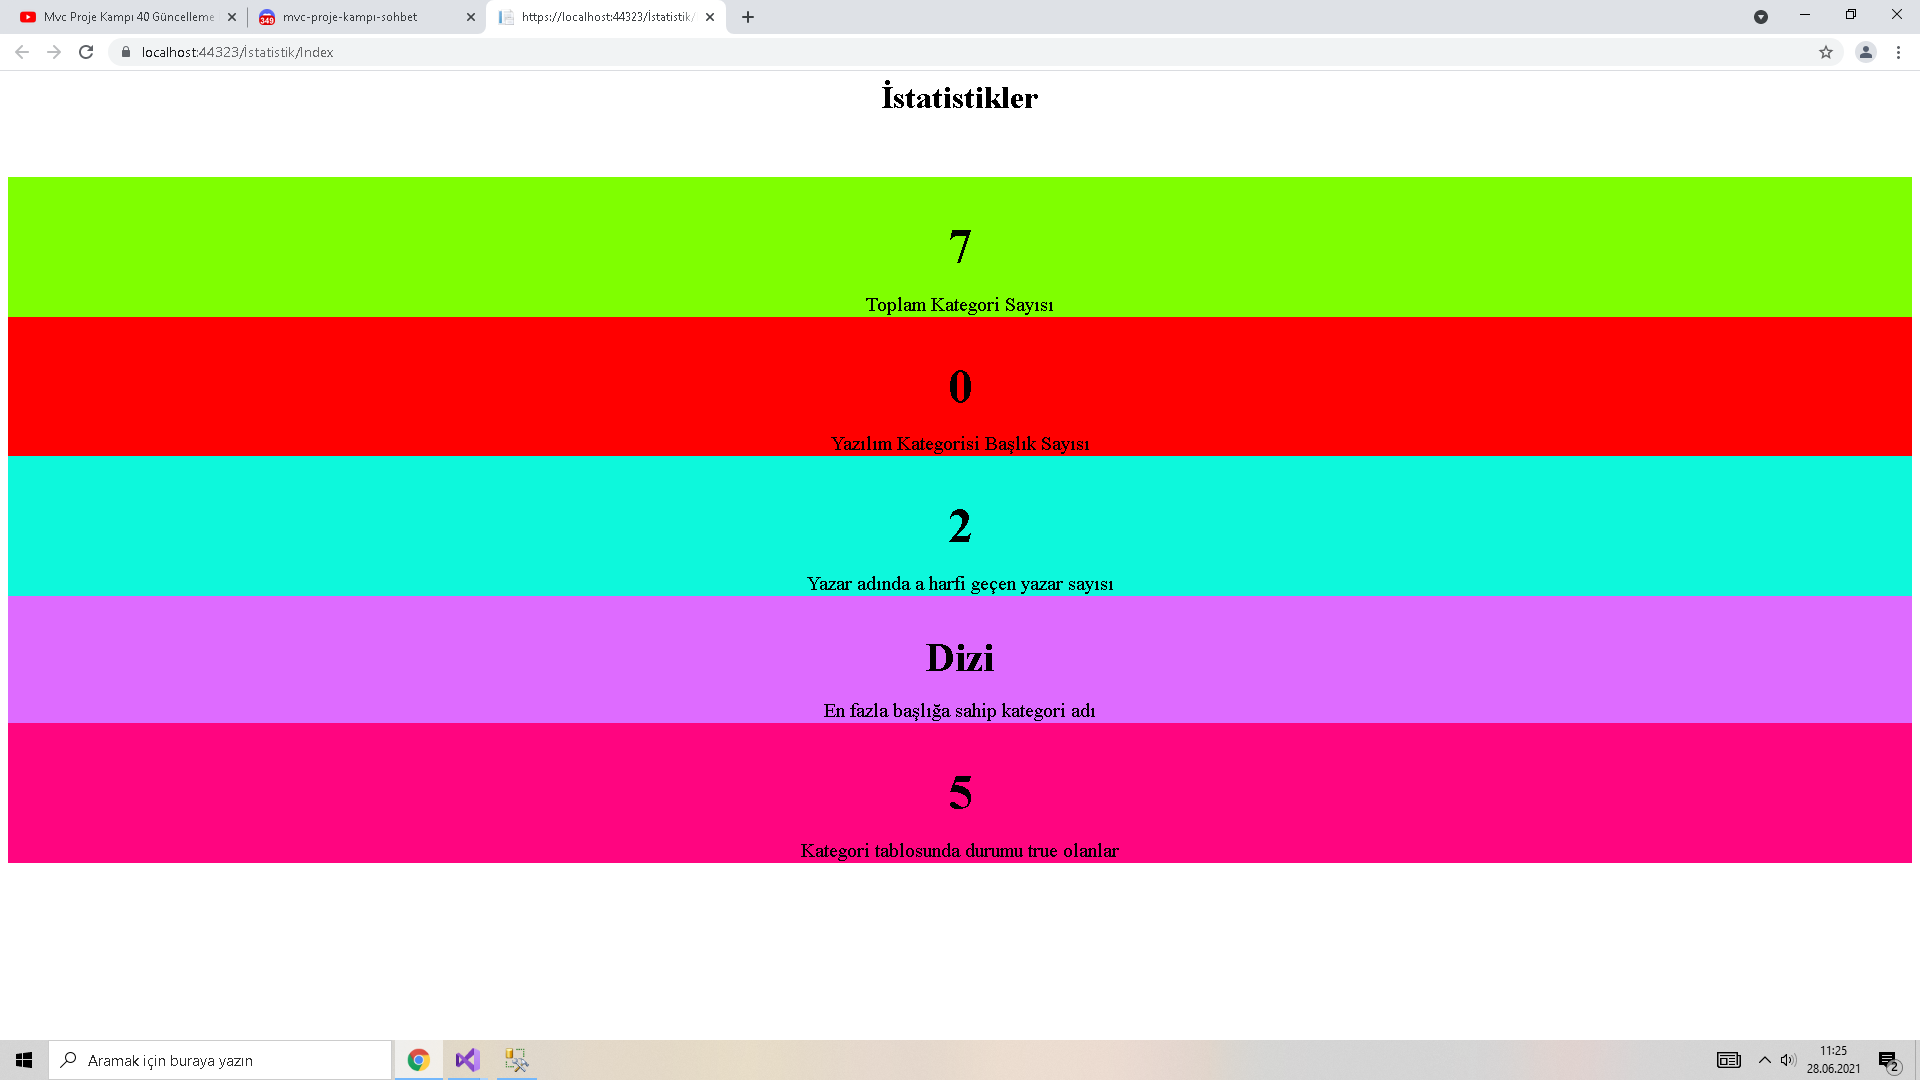 Mvc Proje Kampı 40 Güncelleme
349
mvc-proje-kampı-sohbet
https://localhost:44323/İstatistik/
localhost:44323/İstatistik/Index
İstatistikler
7
Toplam Kategori Sayısı
0
Yazılım Kategorisi Başlık Sayısı
2
Yazar adında a harfi geçen yazar sayısı
Dizi
En fazla başlığa sahip kategori adı
5
Kategori tablosunda durumu true olanlar
Aramak için buraya yazın
11:25
28.06.2021
2